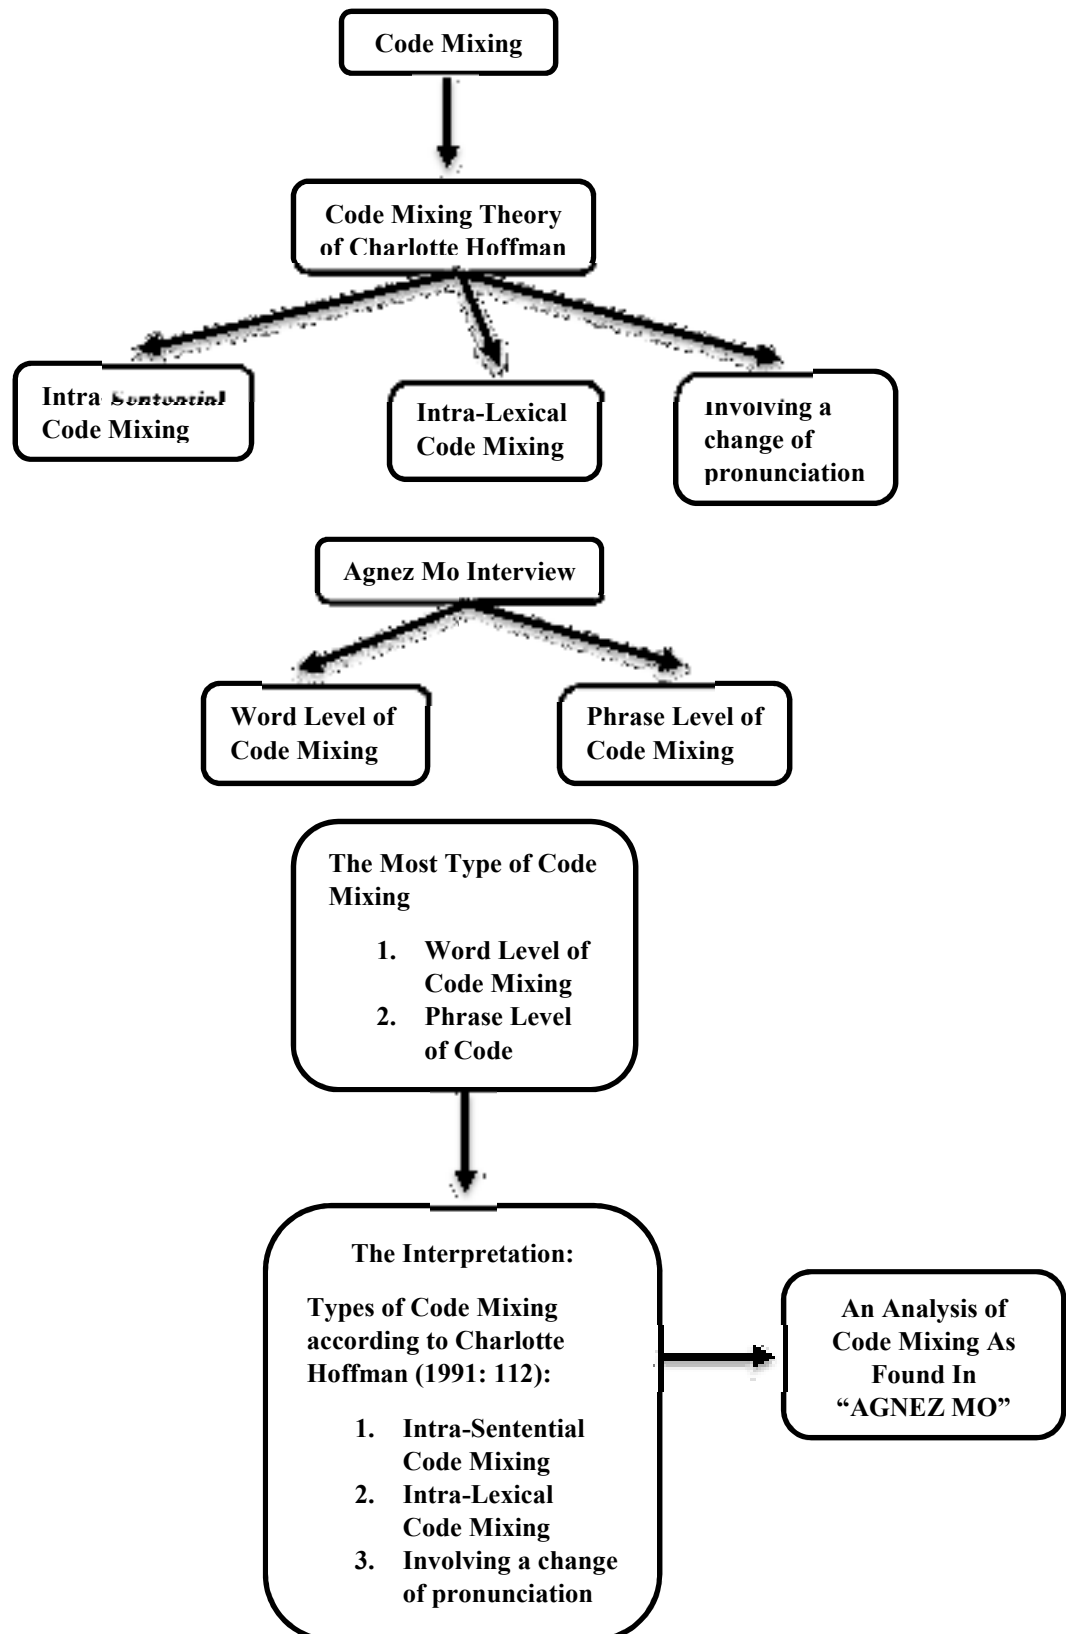 Code Mixing
Code Mixing Theory
of Charlotte Hoffman
Intra-Sentential
Code Mixing
Intra-Lexical
Code Mixing
Involving a
change of
pronunciation
Agnez Mo Interview
Word Level of
Code Mixing
Phrase Level of
Code Mixing
The Most Type of Code
Mixing
1. Word Level of
Code Mixing
2. Phrase Level
of Code
The Interpretation:
Types of Code Mixing
according to Charlotte
Hoffman (1991: 112):
1. Intra-Sentential
Code Mixing
2. Intra-Lexical
Code Mixing
3. Involving a change
of pronunciation
An Analysis of
Code Mixing As
Found In
“AGNEZ MO”